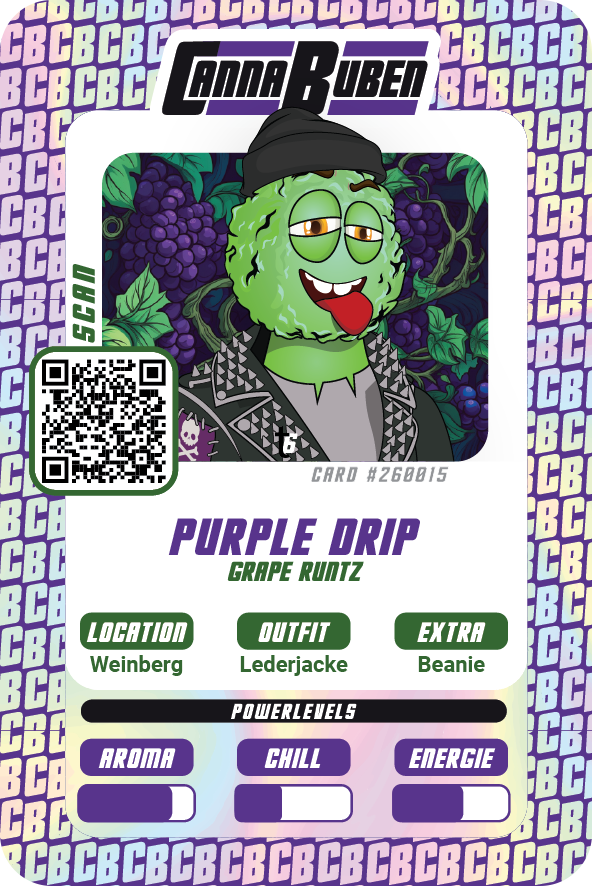 CANNABUBEN
SCAN
CARD #260015
PURPLE DRIP
GRAPE RUNTZ
LOCATION OUTFIT EXTRA
Weinberg Lederjacke Beanie
POWERLEVELS
AROMA CHILL ENERGIE